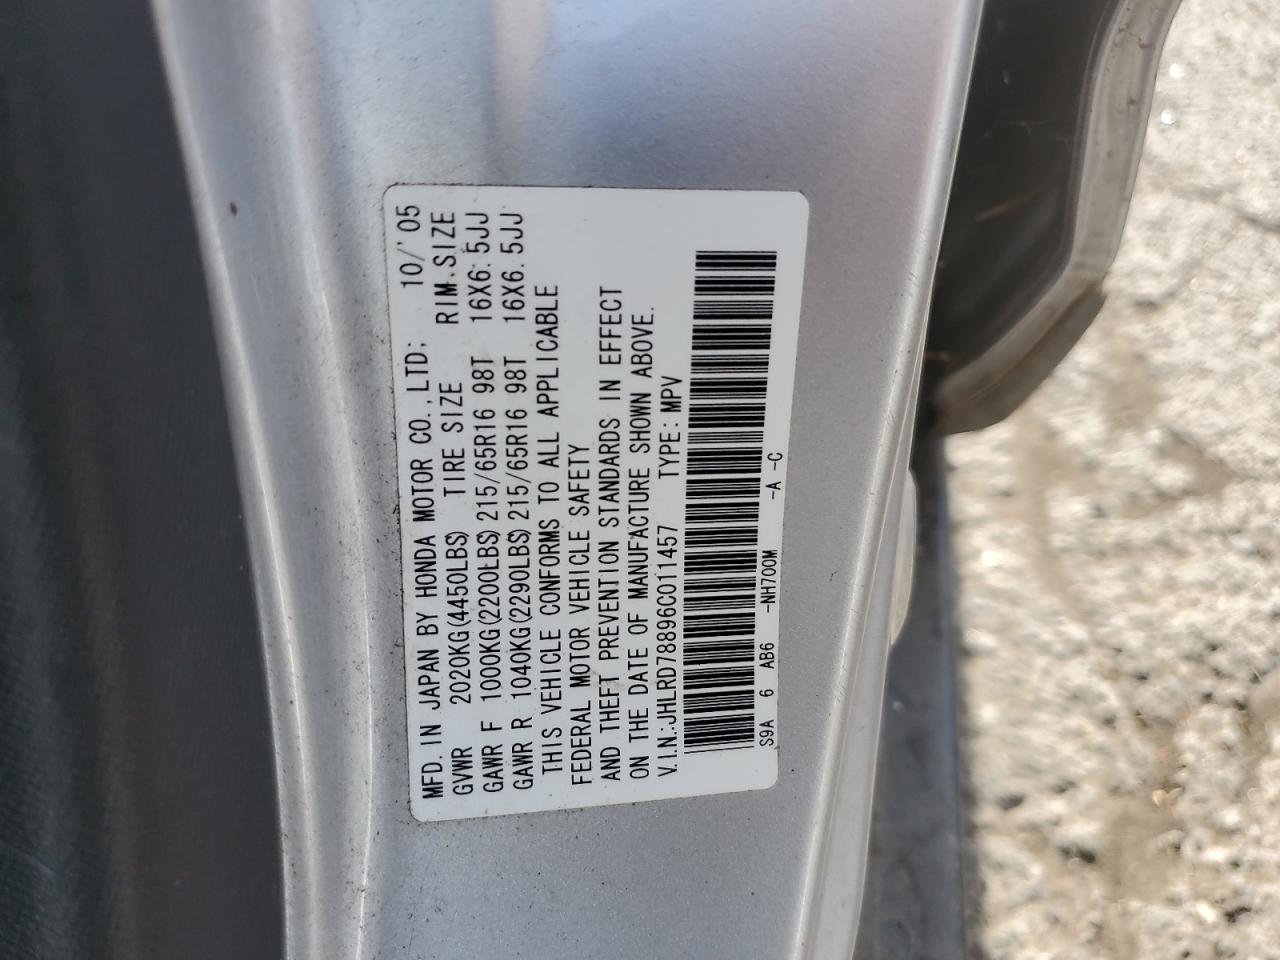 MFD. IN JAPAN BY HONDA MOTOR CO., LTD. 10/'05
GVWR 2020KG(4450LBS) TIRE SIZE RIM SIZE
GAWR F 1000KG(2200LBS) 215/65R16 98T 16X6.5JJ
GAWR R 1040KG(2290LBS) 215/65R16 98T 16X6.5JJ
THIS VEHICLE CONFORMS TO ALL APPLICABLE
FEDERAL MOTOR VEHICLE SAFETY
AND THEFT PREVENTION STANDARDS IN EFFECT
ON THE DATE OF MANUFACTURE SHOWN ABOVE.
V.I.N.:JHLRD78896C011457 TYPE: MPV
S9A 6 AB6 -NH700M -A -C